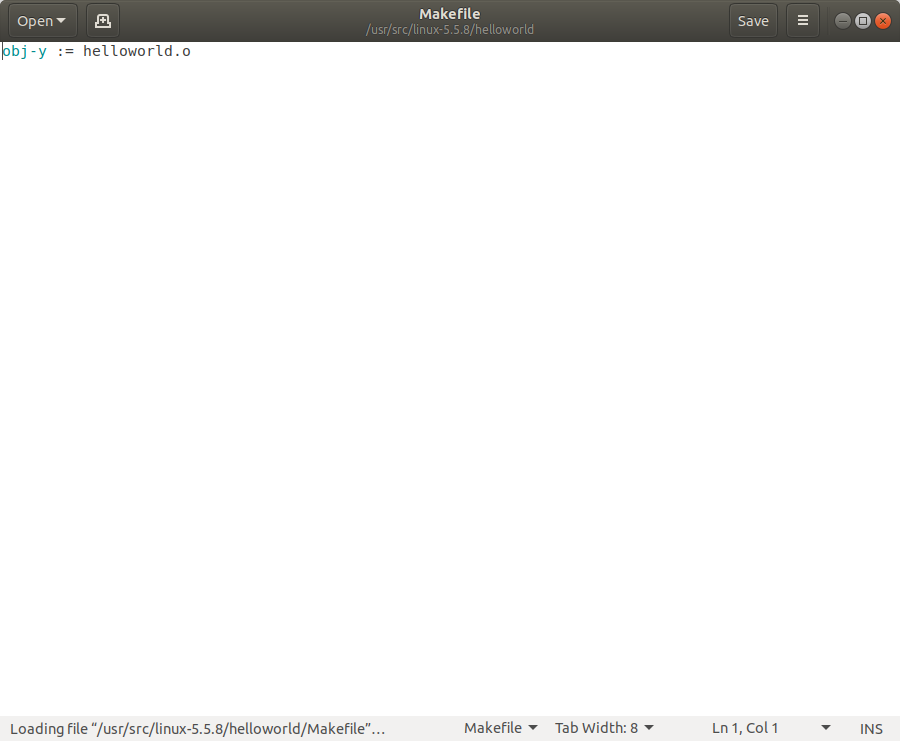 Open
Makefile
/usr/src/linux-5.5.8/helloworld
Save
obj-y := helloworld.o
Loading file “/usr/src/linux-5.5.8/helloworld/Makefile”…
Makefile
Tab Width: 8
Ln 1, Col 1
INS